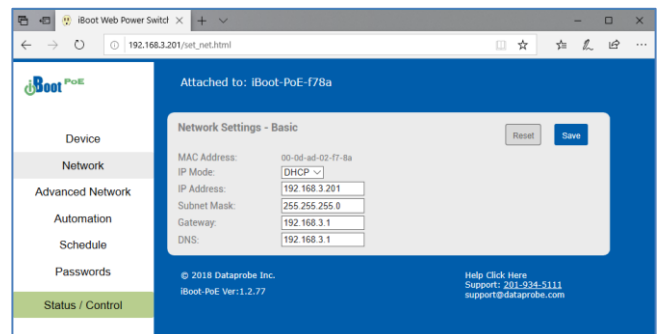 iBoot Web Power Switch
192.168.3.201/set_net.html
iBoot PoE
Attached to: iBoot-PoE-f78a
Device
Network
Advanced Network
Automation
Schedule
Passwords
Status / Control
Network Settings - Basic
Reset
Save
MAC Address: 00-0d-ad-02-f7-8a
IP Mode: DHCP
IP Address: 192.168.3.201
Subnet Mask: 255.255.255.0
Gateway: 192.168.3.1
DNS: 192.168.3.1
© 2018 Dataprobe Inc.
iBoot-PoE Ver:1.2.77
Help Click Here
Support: 201-934-5111
support@dataprobe.com